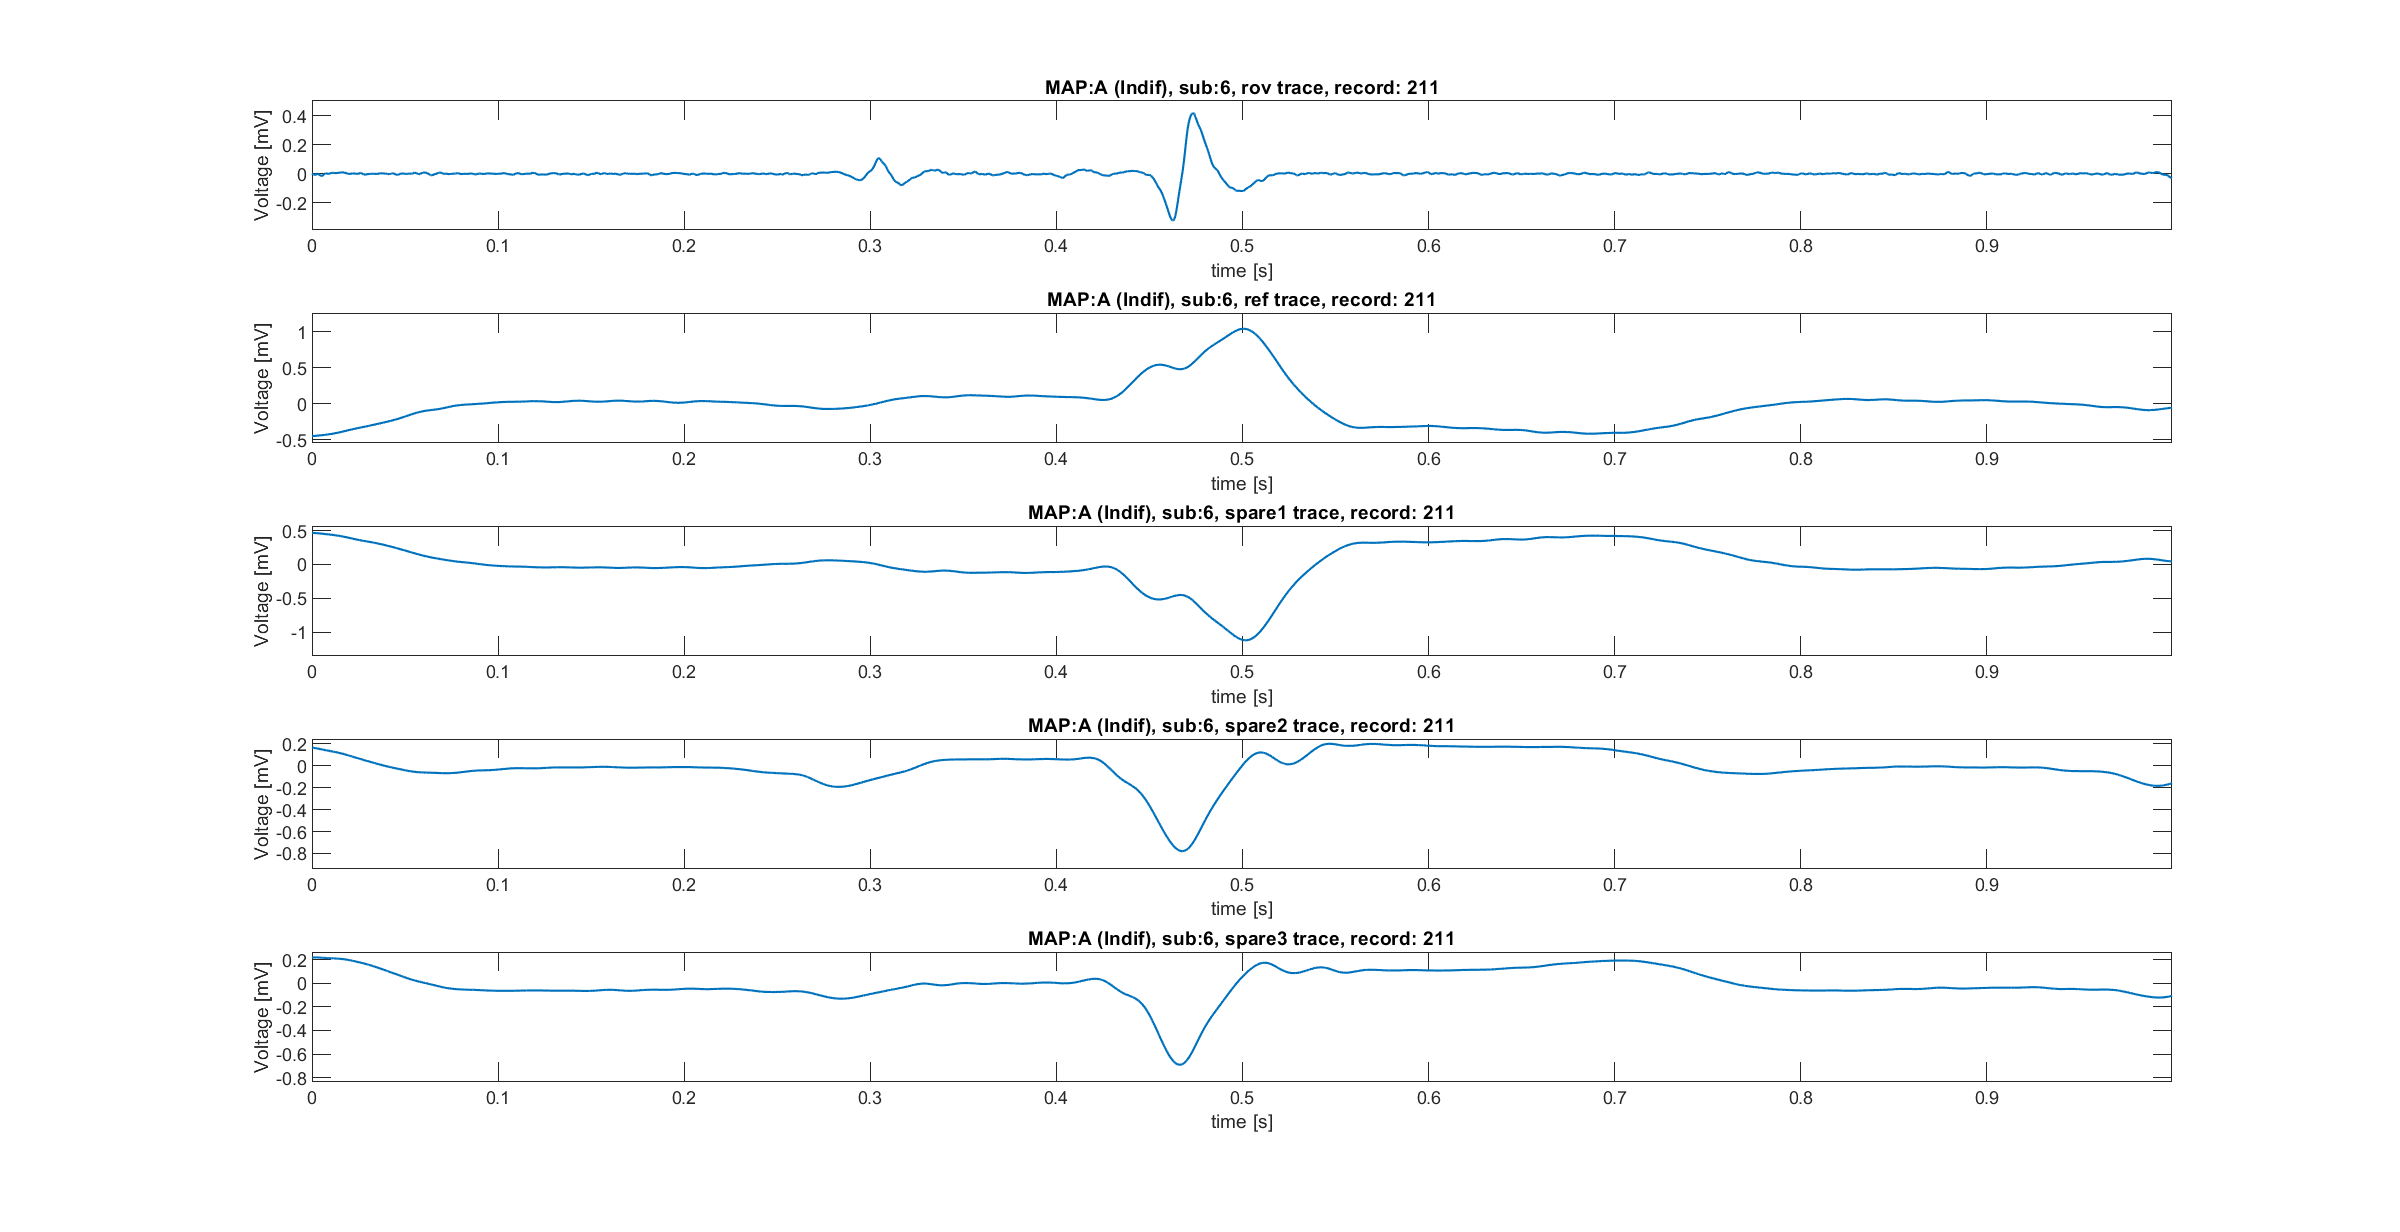 MAP:A (Indif), sub:6, rov trace, record: 211
Voltage [mV]
0.4
0.2
0
-0.2
0 0.1 0.2 0.3 0.4 0.5 0.6 0.7 0.8 0.9
time [s]
MAP:A (Indif), sub:6, ref trace, record: 211
Voltage [mV]
1
0.5
0
-0.5
0 0.1 0.2 0.3 0.4 0.5 0.6 0.7 0.8 0.9
time [s]
MAP:A (Indif), sub:6, spare1 trace, record: 211
Voltage [mV]
0.5
0
-0.5
-1
0 0.1 0.2 0.3 0.4 0.5 0.6 0.7 0.8 0.9
time [s]
MAP:A (Indif), sub:6, spare2 trace, record: 211
Voltage [mV]
0.2
0
-0.2
-0.4
-0.6
-0.8
0 0.1 0.2 0.3 0.4 0.5 0.6 0.7 0.8 0.9
time [s]
MAP:A (Indif), sub:6, spare3 trace, record: 211
Voltage [mV]
0.2
0
-0.2
-0.4
-0.6
-0.8
0 0.1 0.2 0.3 0.4 0.5 0.6 0.7 0.8 0.9
time [s]